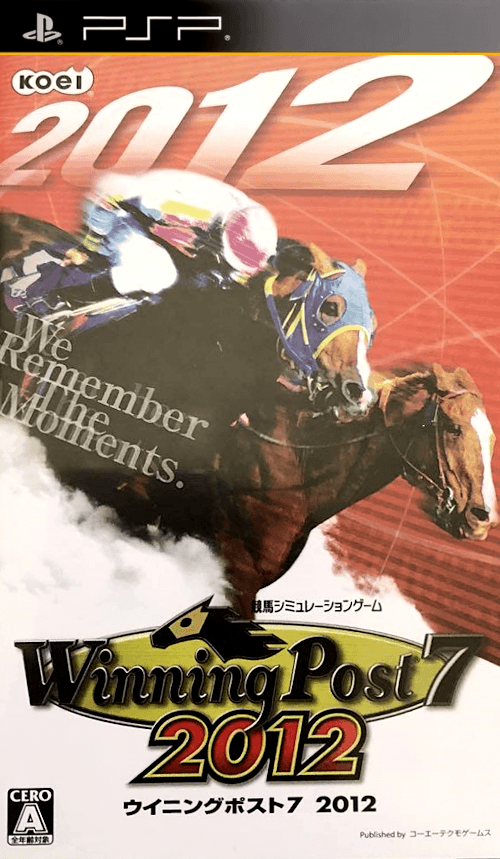 PSP
KOEI
2012
We
Remember
The
Moments.
競馬シミュレーションゲーム
Winning Post 7
2012
ウイニングポスト7 2012
CERO
A
全年齢対象
Published by コーエーテクモゲームス